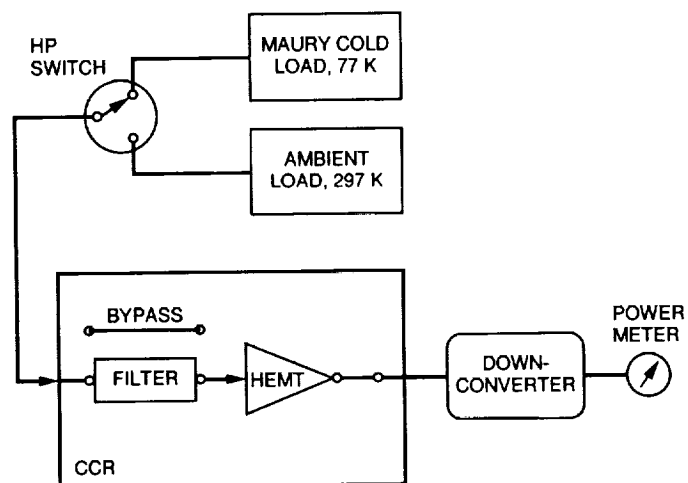 HP
SWITCH
MAURY COLD
LOAD, 77 K
AMBIENT
LOAD, 297 K
BYPASS
FILTER
HEMT
CCR
DOWN-
CONVERTER
POWER
METER